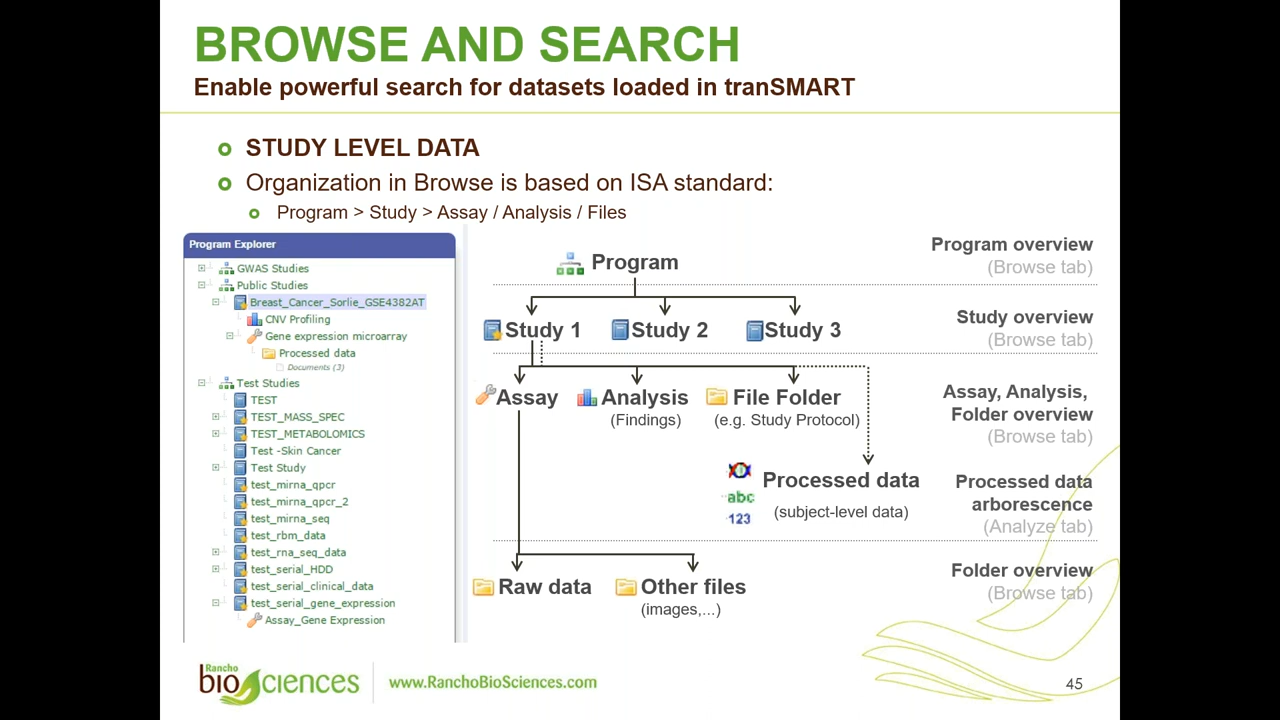 BROWSE AND SEARCH
Enable powerful search for datasets loaded in tranSMART
STUDY LEVEL DATA
Organization in Browse is based on ISA standard:
Program > Study > Assay / Analysis / Files
Program Explorer
GWAS Studies
Public Studies
Breast_Cancer_Sorlie_GSE4382AT
CNV Profiling
Gene expression microarray
Processed data
Documents (3)
Test Studies
TEST
TEST_MASS_SPEC
TEST_METABOLOMICS
Test -Skin Cancer
Test Study
test_mirna_qpcr
test_mirna_qpcr_2
test_mirna_seq
test_rbm_data
test_rna_seq_data
test_serial_HDD
test_serial_clinical_data
test_serial_gene_expression
Assay_Gene Expression
Program
Program overview
(Browse tab)
Study 1 Study 2 Study 3
Study overview
(Browse tab)
Assay Analysis File Folder
(Findings) (e.g. Study Protocol)
Assay, Analysis,
Folder overview
(Browse tab)
abc
123
Processed data
(subject-level data)
Processed data
arborescence
(Analyze tab)
Raw data Other files
(images,...)
Folder overview
(Browse tab)
Rancho
biosciences
www.RanchoBioSciences.com
45